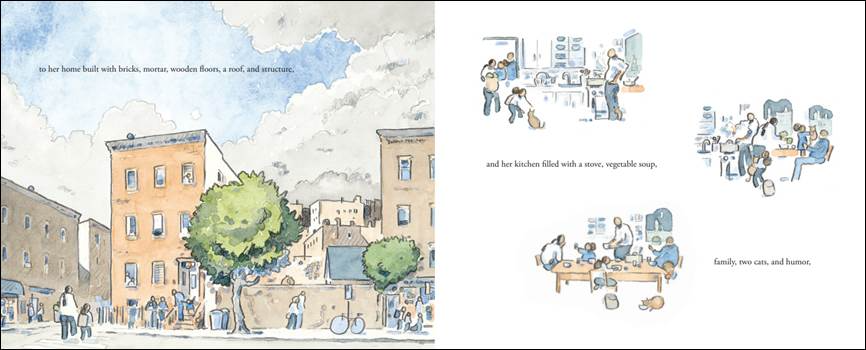 to her home built with bricks, mortar, wooden floors, a roof, and structure,
and her kitchen filled with a stove, vegetable soup,
family, two cats, and humor,